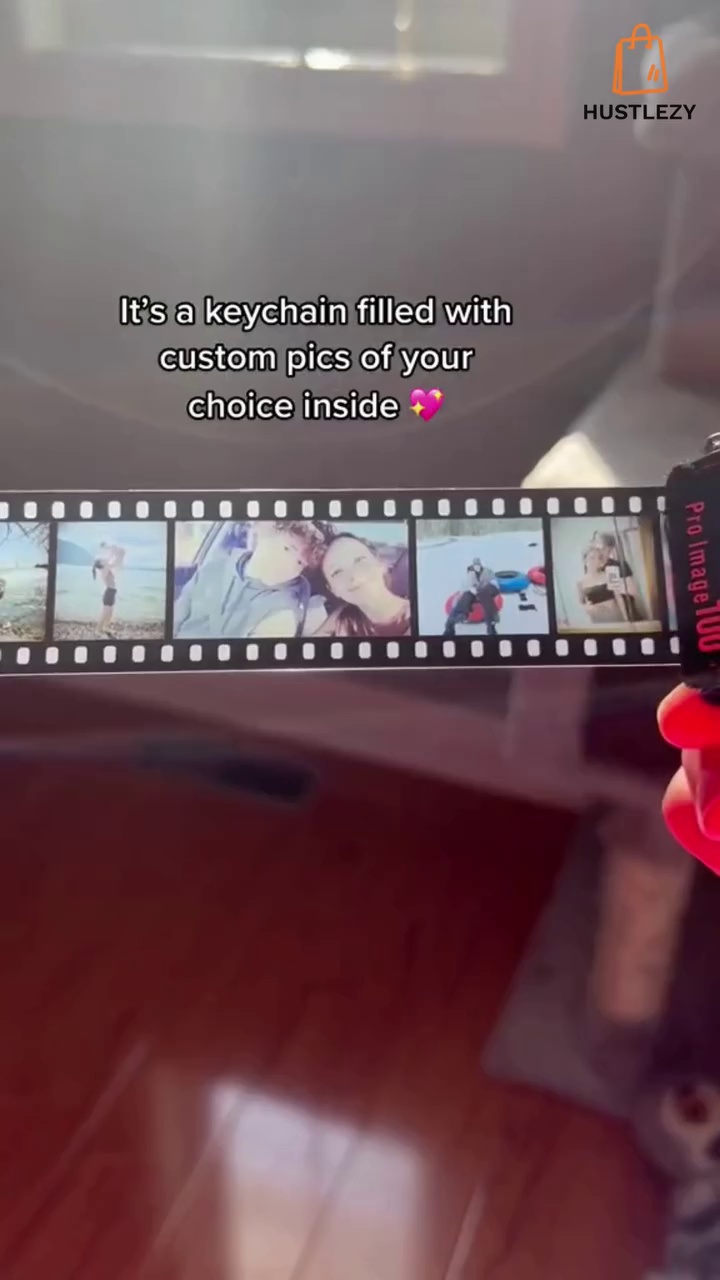 HUSTLEZY
It's a keychain filled with
custom pics of your
choice inside 💖
Pro Image 100